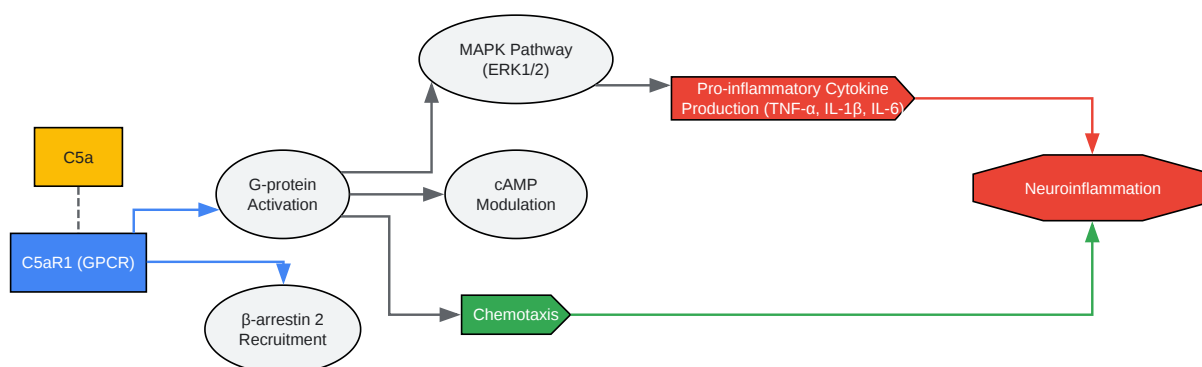 MAPK Pathway
(ERK1/2)
Pro-inflammatory Cytokine
Production (TNF-α, IL-1β, IL-6)
C5a
G-protein
Activation
cAMP
Modulation
Neuroinflammation
C5aR1 (GPCR)
β-arrestin 2
Recruitment
Chemotaxis